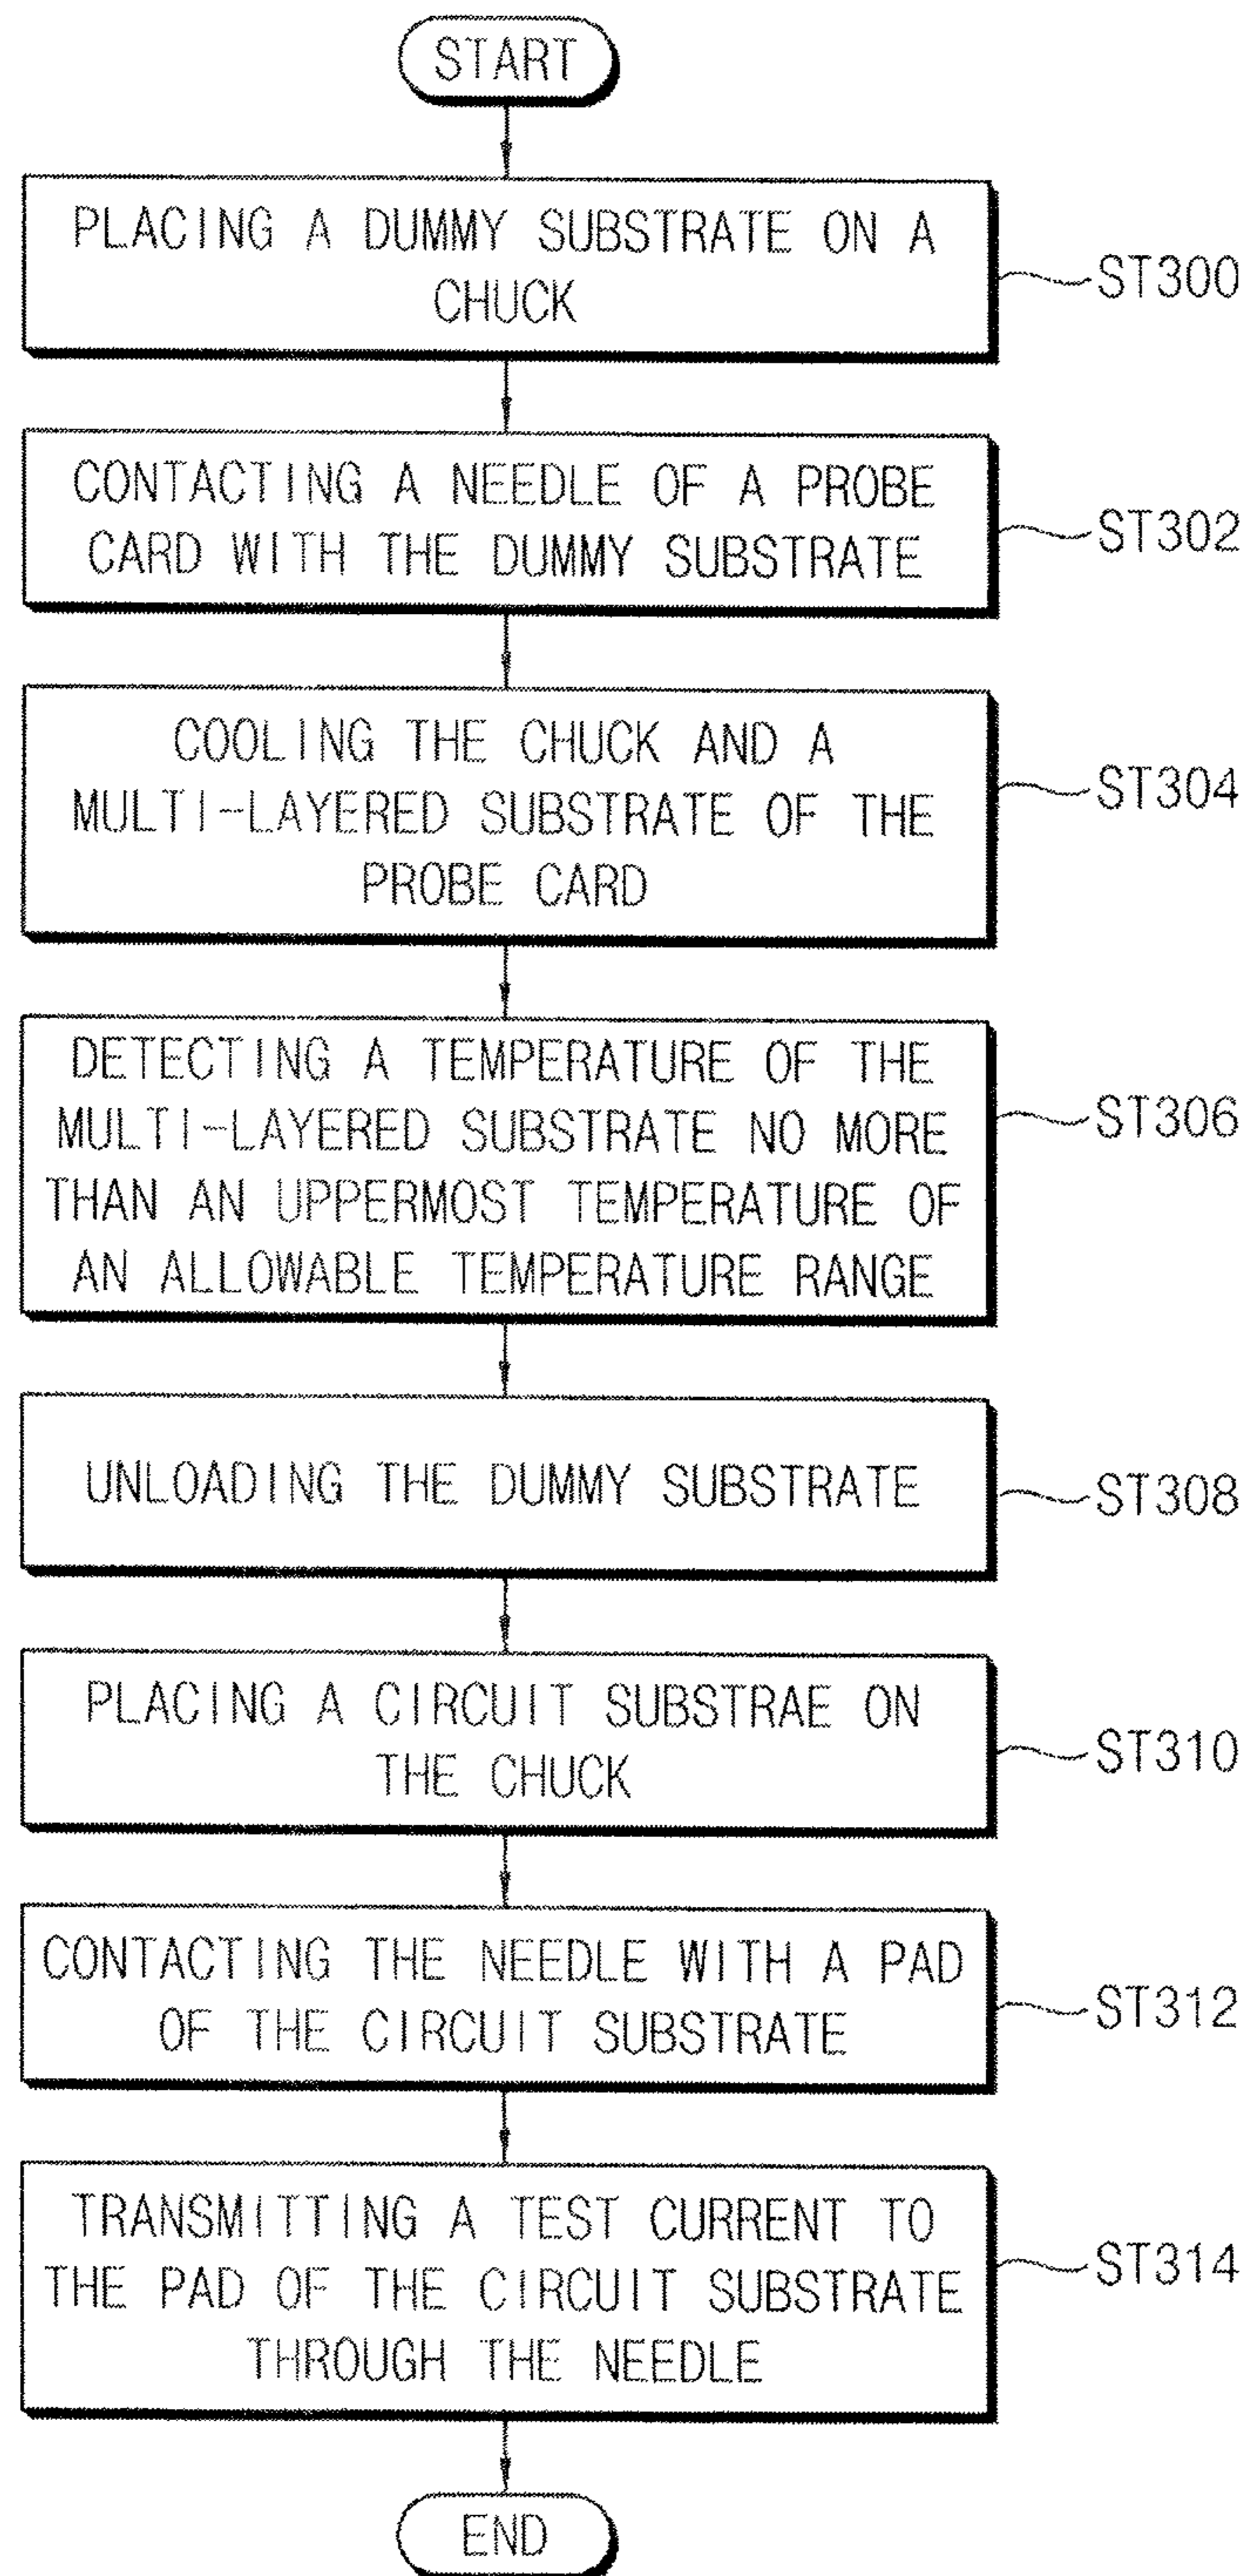 START
PLACING A DUMMY SUBSTRATE ON A
CHUCK
ST300
CONTACTING A NEEDLE OF A PROBE
CARD WITH THE DUMMY SUBSTRATE
ST302
COOLING THE CHUCK AND A
MULTI-LAYERED SUBSTRATE OF THE
PROBE CARD
ST304
DETECTING A TEMPERATURE OF THE
MULTI-LAYERED SUBSTRATE NO MORE
THAN AN UPPERMOST TEMPERATURE OF
AN ALLOWABLE TEMPERATURE RANGE
ST306
UNLOADING THE DUMMY SUBSTRATE
ST308
PLACING A CIRCUIT SUBSTRAE ON
THE CHUCK
ST310
CONTACTING THE NEEDLE WITH A PAD
OF THE CIRCUIT SUBSTRATE
ST312
TRANSMITTING A TEST CURRENT TO
THE PAD OF THE CIRCUIT SUBSTRATE
THROUGH THE NEEDLE
ST314
END